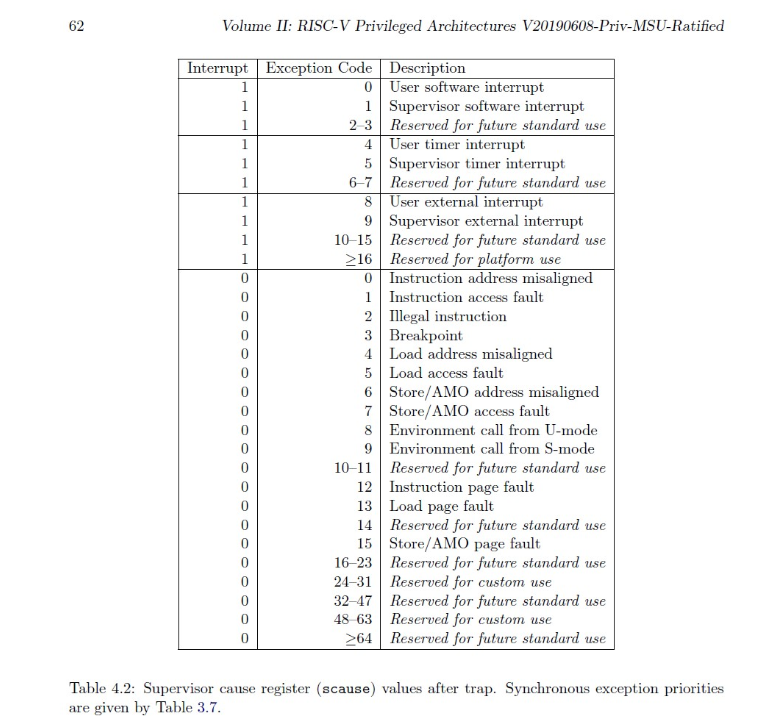 62 Volume II: RISC-V Privileged Architectures V20190608-Priv-MSU-Ratified
Interrupt Exception Code Description
1 0 User software interrupt
1 1 Supervisor software interrupt
1 2–3 Reserved for future standard use
1 4 User timer interrupt
1 5 Supervisor timer interrupt
1 6–7 Reserved for future standard use
1 8 User external interrupt
1 9 Supervisor external interrupt
1 10–15 Reserved for future standard use
1 ≥16 Reserved for platform use
0 0 Instruction address misaligned
0 1 Instruction access fault
0 2 Illegal instruction
0 3 Breakpoint
0 4 Load address misaligned
0 5 Load access fault
0 6 Store/AMO address misaligned
0 7 Store/AMO access fault
0 8 Environment call from U-mode
0 9 Environment call from S-mode
0 10–11 Reserved for future standard use
0 12 Instruction page fault
0 13 Load page fault
0 14 Reserved for future standard use
0 15 Store/AMO page fault
0 16–23 Reserved for future standard use
0 24–31 Reserved for custom use
0 32–47 Reserved for future standard use
0 48–63 Reserved for custom use
0 ≥64 Reserved for future standard use
Table 4.2: Supervisor cause register (scause) values after trap. Synchronous exception priorities
are given by Table 3.7.